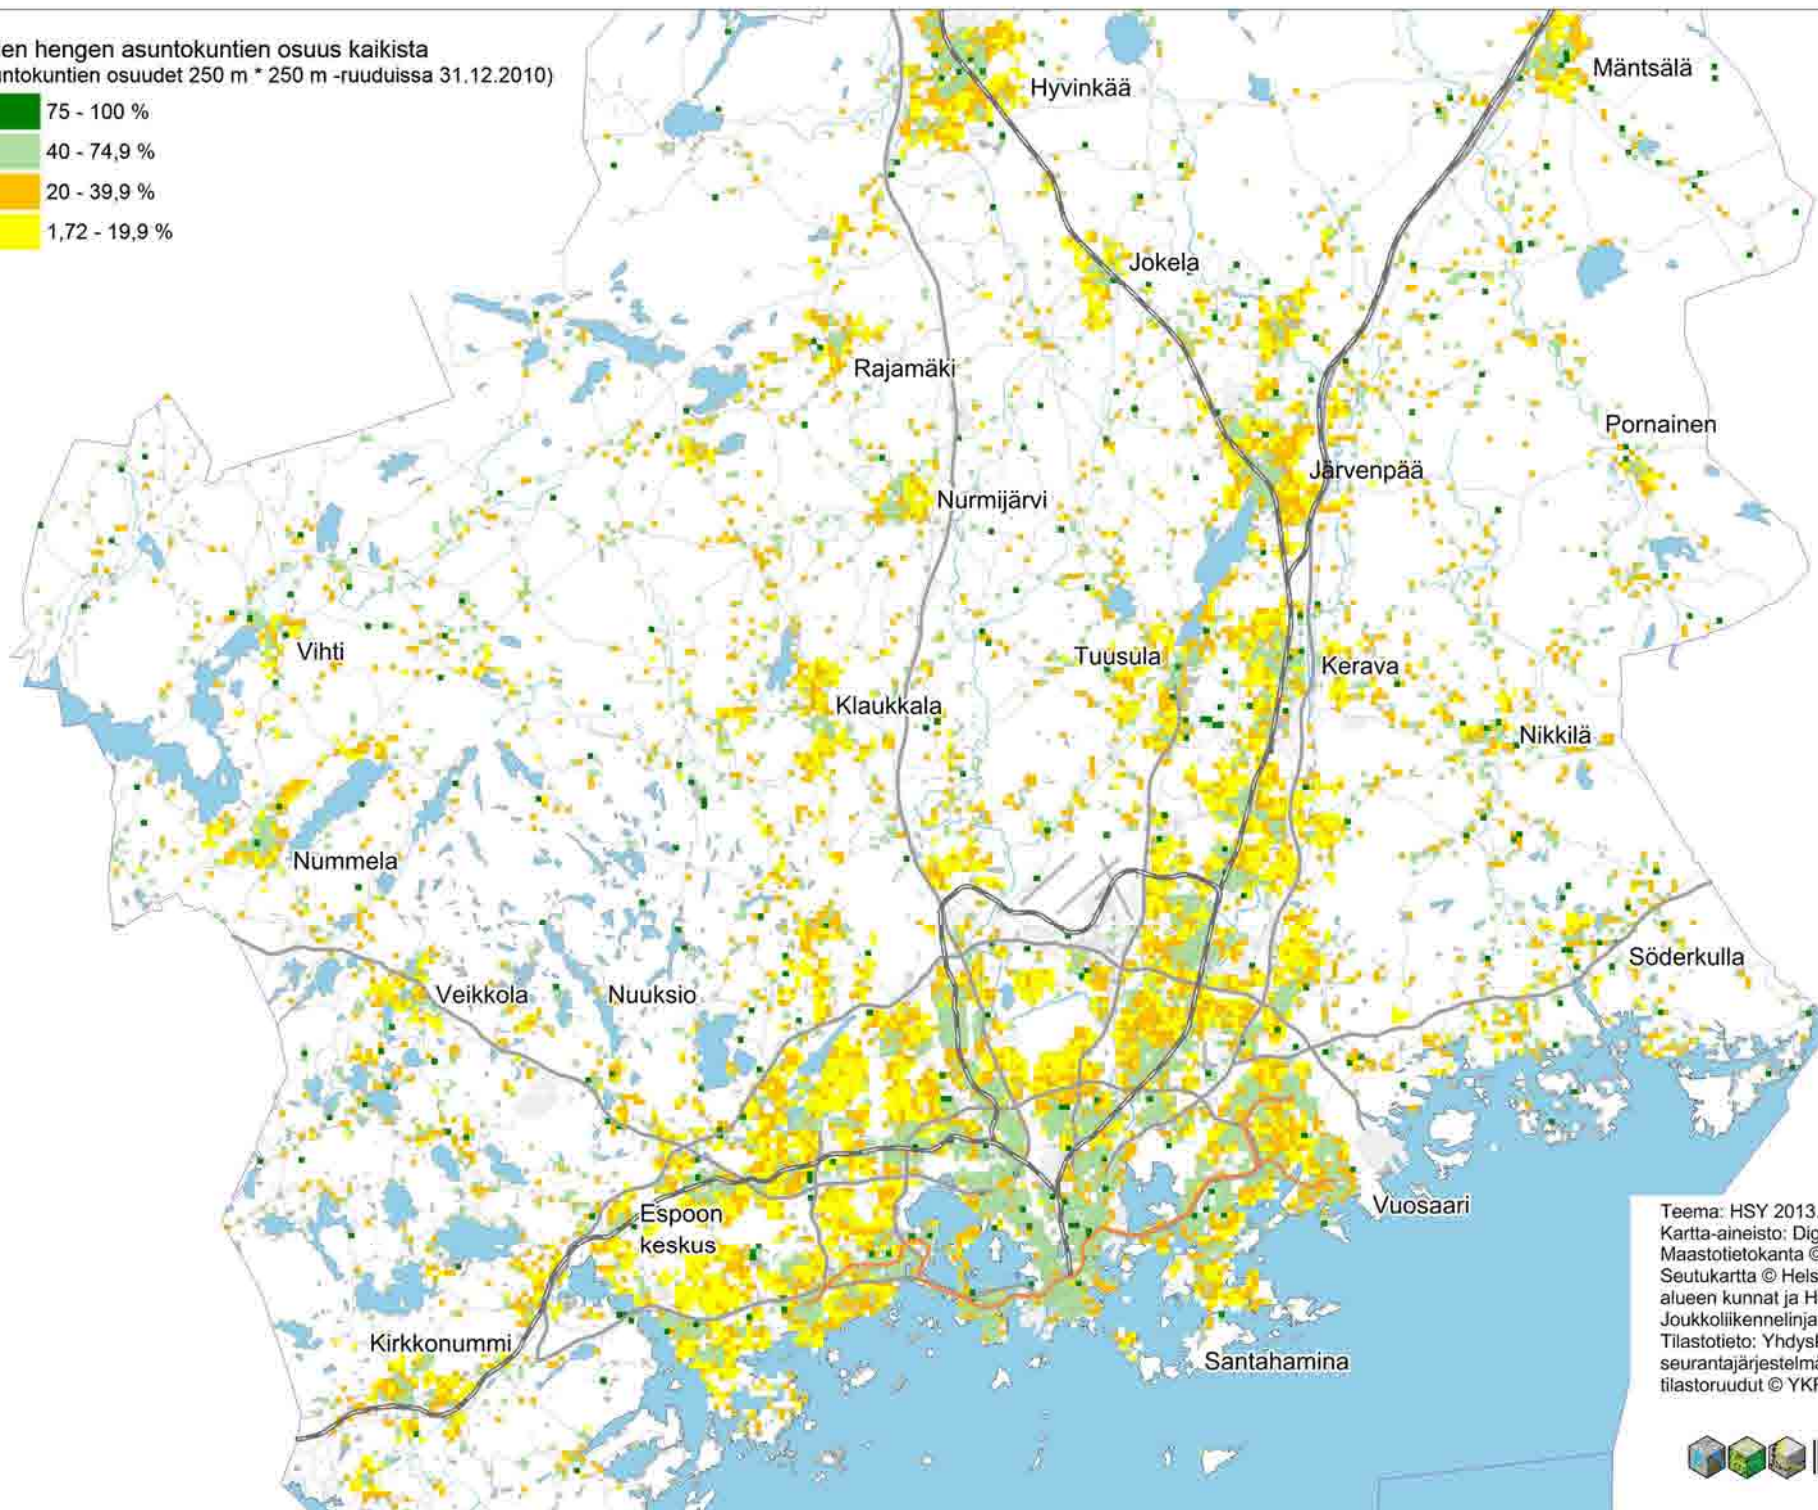 en hengen asuntokuntien osuus kaikista
ntokuntien osuudet 250 m * 250 m -ruuduissa 31.12.2010)
75 - 100 %
40 - 74,9 %
20 - 39,9 %
1,72 - 19,9 %
Hyvinkää
Mäntsälä
Jokela
Rajamäki
Pornainen
Järvenpää
Nurmijärvi
Vihti
Tuusula
Kerava
Klaukkala
Nikkilä
Nummela
Söderkulla
Veikkola
Nuuksio
Vuosaari
Espoon
keskus
Kirkkonummi
Santahamina
Teema: HSY 2013.
Kartta-aineisto: Dig
Maastotietokanta ©
Seutukartta © Hels
alueen kunnat ja H
Joukkoliikennelinja
Tilastotieto: Yhdysk
seurantajärjestelmä
tilastoruudut © YKR